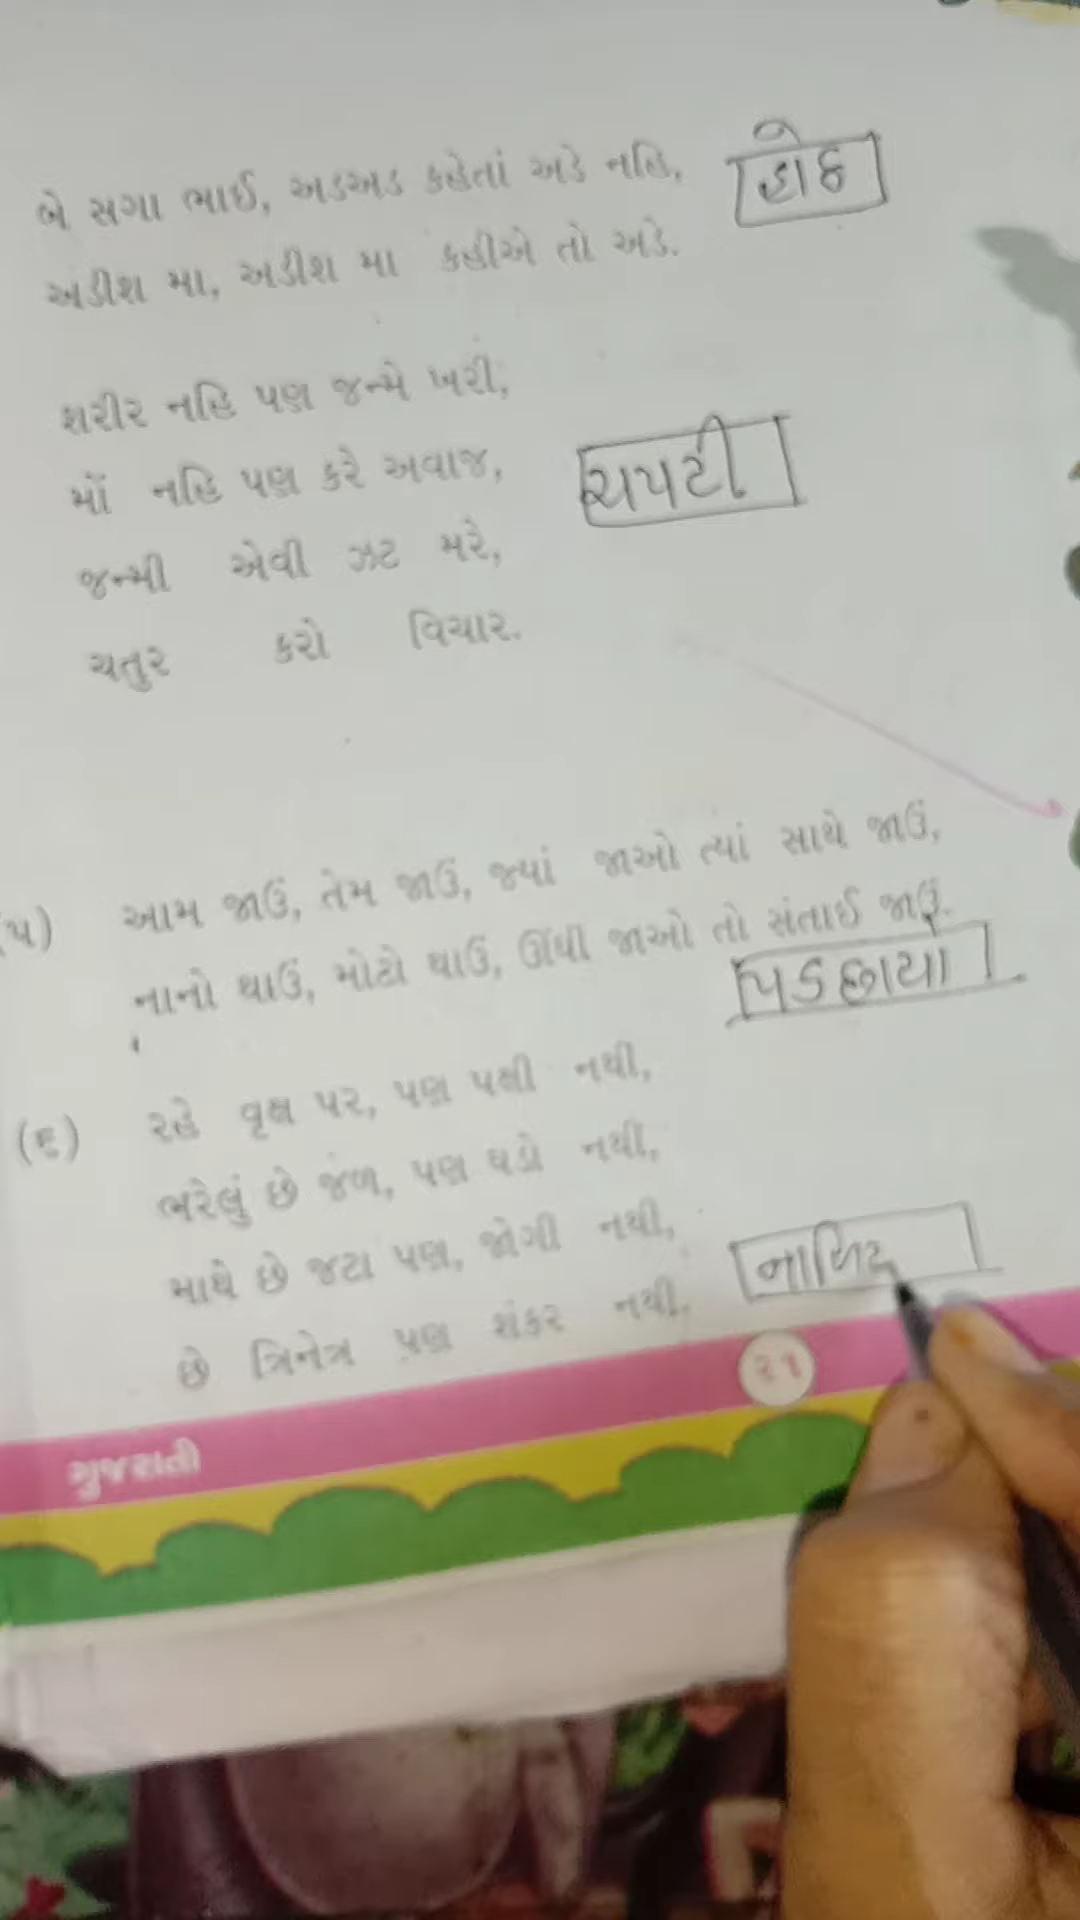 બે સગા ભાઈ, અડઅડ કહેતાં અડે નહિ,
હોઠ
અડીશ મા, અડીશ મા કહીએ તો અડે.
શરીર નહિ પણ જન્મે ખરી,
મોં નહિ પણ કરે અવાજ,
ચપટી
જન્મી એવી ઝટ મરે,
ચતુર કરો વિચાર.
(૫) આમ જાઉં, તેમ જાઉં, જ્યાં જાઓ ત્યાં સાથે જાઉં,
નાનો થાઉં, મોટો થાઉં, ઊંઘી જાઓ તો સંતાઈ જાઉં.
પડછાયા
(૬) રહે વૃક્ષ પર, પણ પક્ષી નથી,
ભરેલું છે જળ, પણ ઘડો નથી,
માથે છે જટા પણ, જોગી નથી,
નાળિય
છે ત્રિનેત્ર પણ શંકર નથી.
૨૧
ગુજરાતી